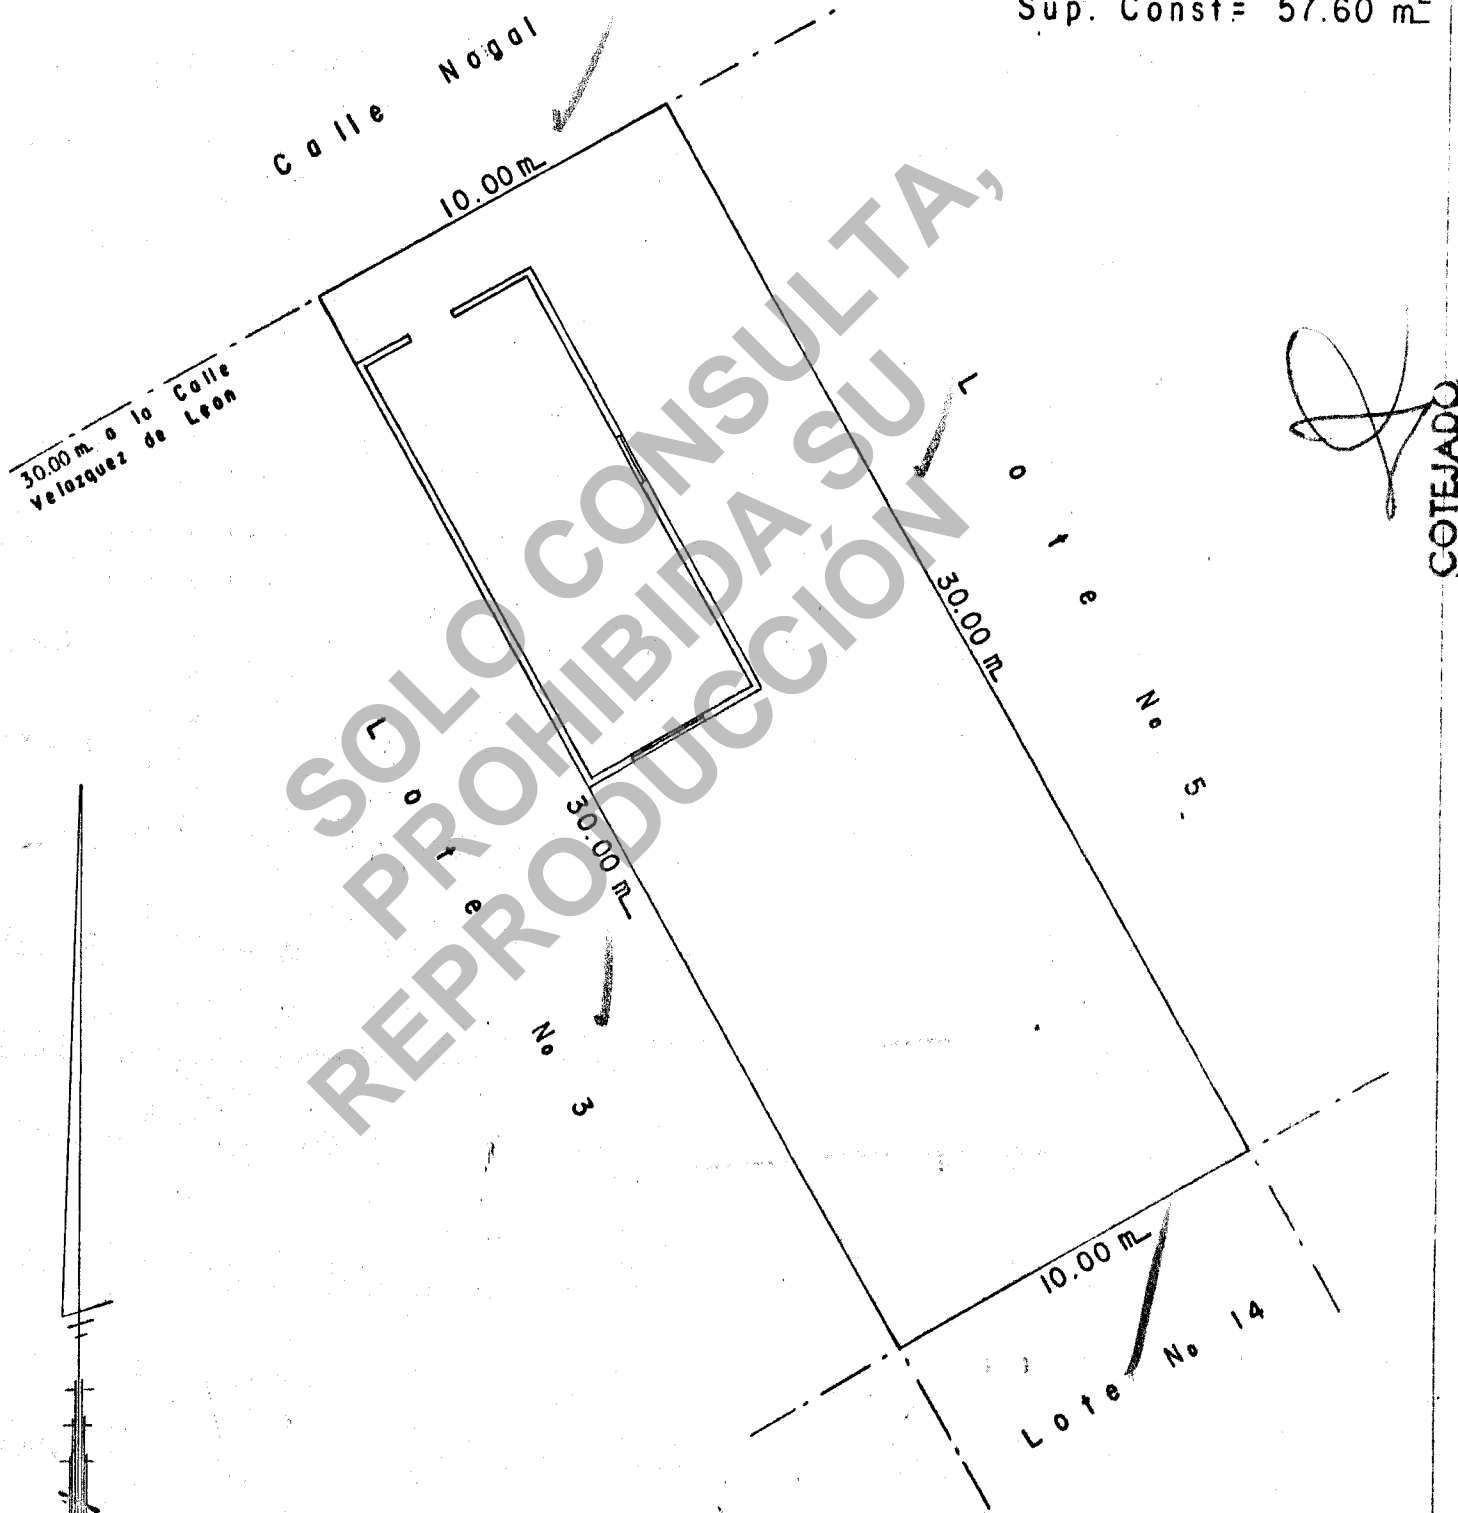 Sup. Const= 57.60 m²
Calle Nogal
10.00 m
30.00 m. a la Calle
Velazquez de León
Lote No 5.
30.00 m
COTEJADO
SOLO CONSULTA,
PROHIBIDA SU
REPRODUCCIÓN
Lote No 3
30.00 m
10.00 m
Lote No 14